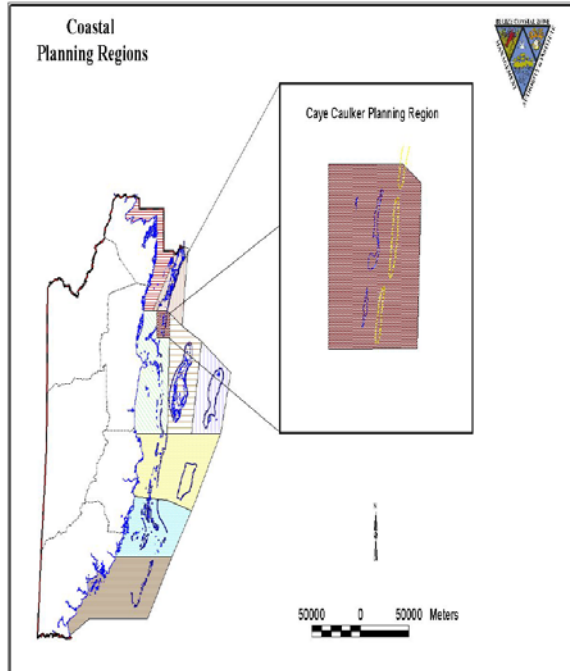 Coastal
Planning Regions
Caye Caulker Planning Region
50000 0 50000 Meters